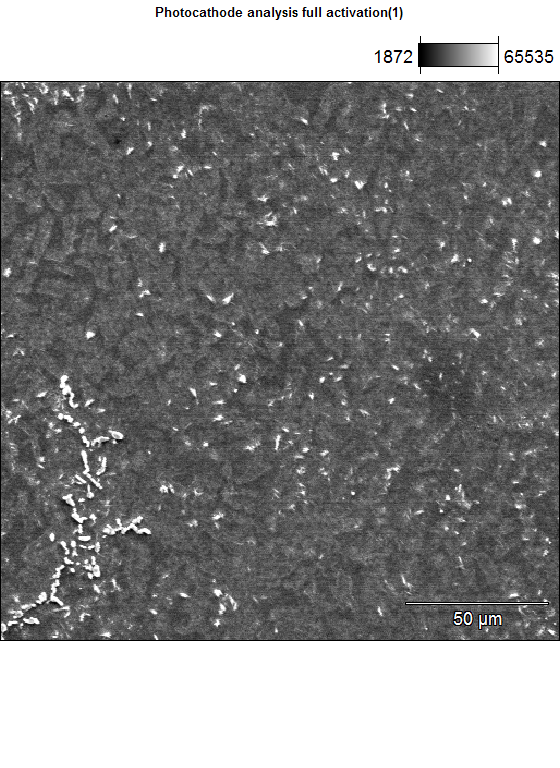 Photocathode analysis full activation(1)
1872 65535
50 µm